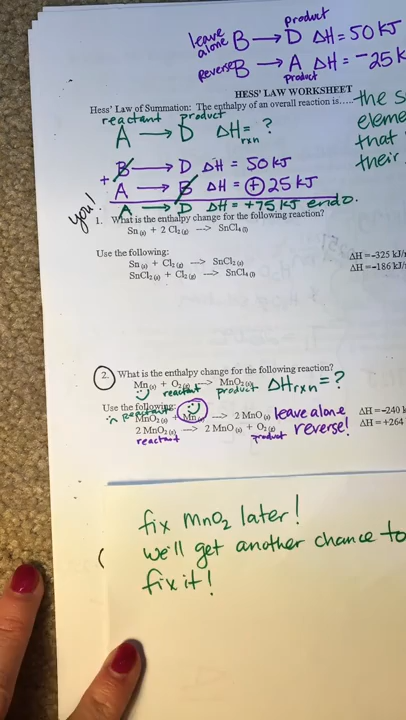 product
leave alone B → D ΔH = 50 KJ
reverse B → A ΔH = -25 K
product
HESS' LAW WORKSHEET
Hess' Law of Summation: The enthalpy of an overall reaction is….. the s
reactant product
A → D ΔHrxn = ?
eleme
that
their
B → D ΔH = 50 KJ
+ A → B ΔH = + 25 KJ
A → D ΔH = +75 KJ endo.
you!
1. What is the enthalpy change for the following reaction?
Sn (s) + 2 Cl2 (g) --> SnCl4 (l)
Use the following:
Sn (s) + Cl2 (g) --> SnCl2 (s) ΔH = -325 kJ/
SnCl2 (s) + Cl2 (g) --> SnCl4 (l) ΔH = -186 kJ/
2. What is the enthalpy change for the following reaction?
Mn (s) + O2 (g) --> MnO2 (s) ΔHrxn = ?
reactant product
Use the following:
MnO2 (s) + Mn (s) --> 2 MnO (s) leave alone ΔH = -240 k
2 MnO2 (s) --> 2 MnO (s) + O2 (g) reverse! ΔH = +264
reactant product
fix MnO2 later!
we'll get another chance to
fix it!